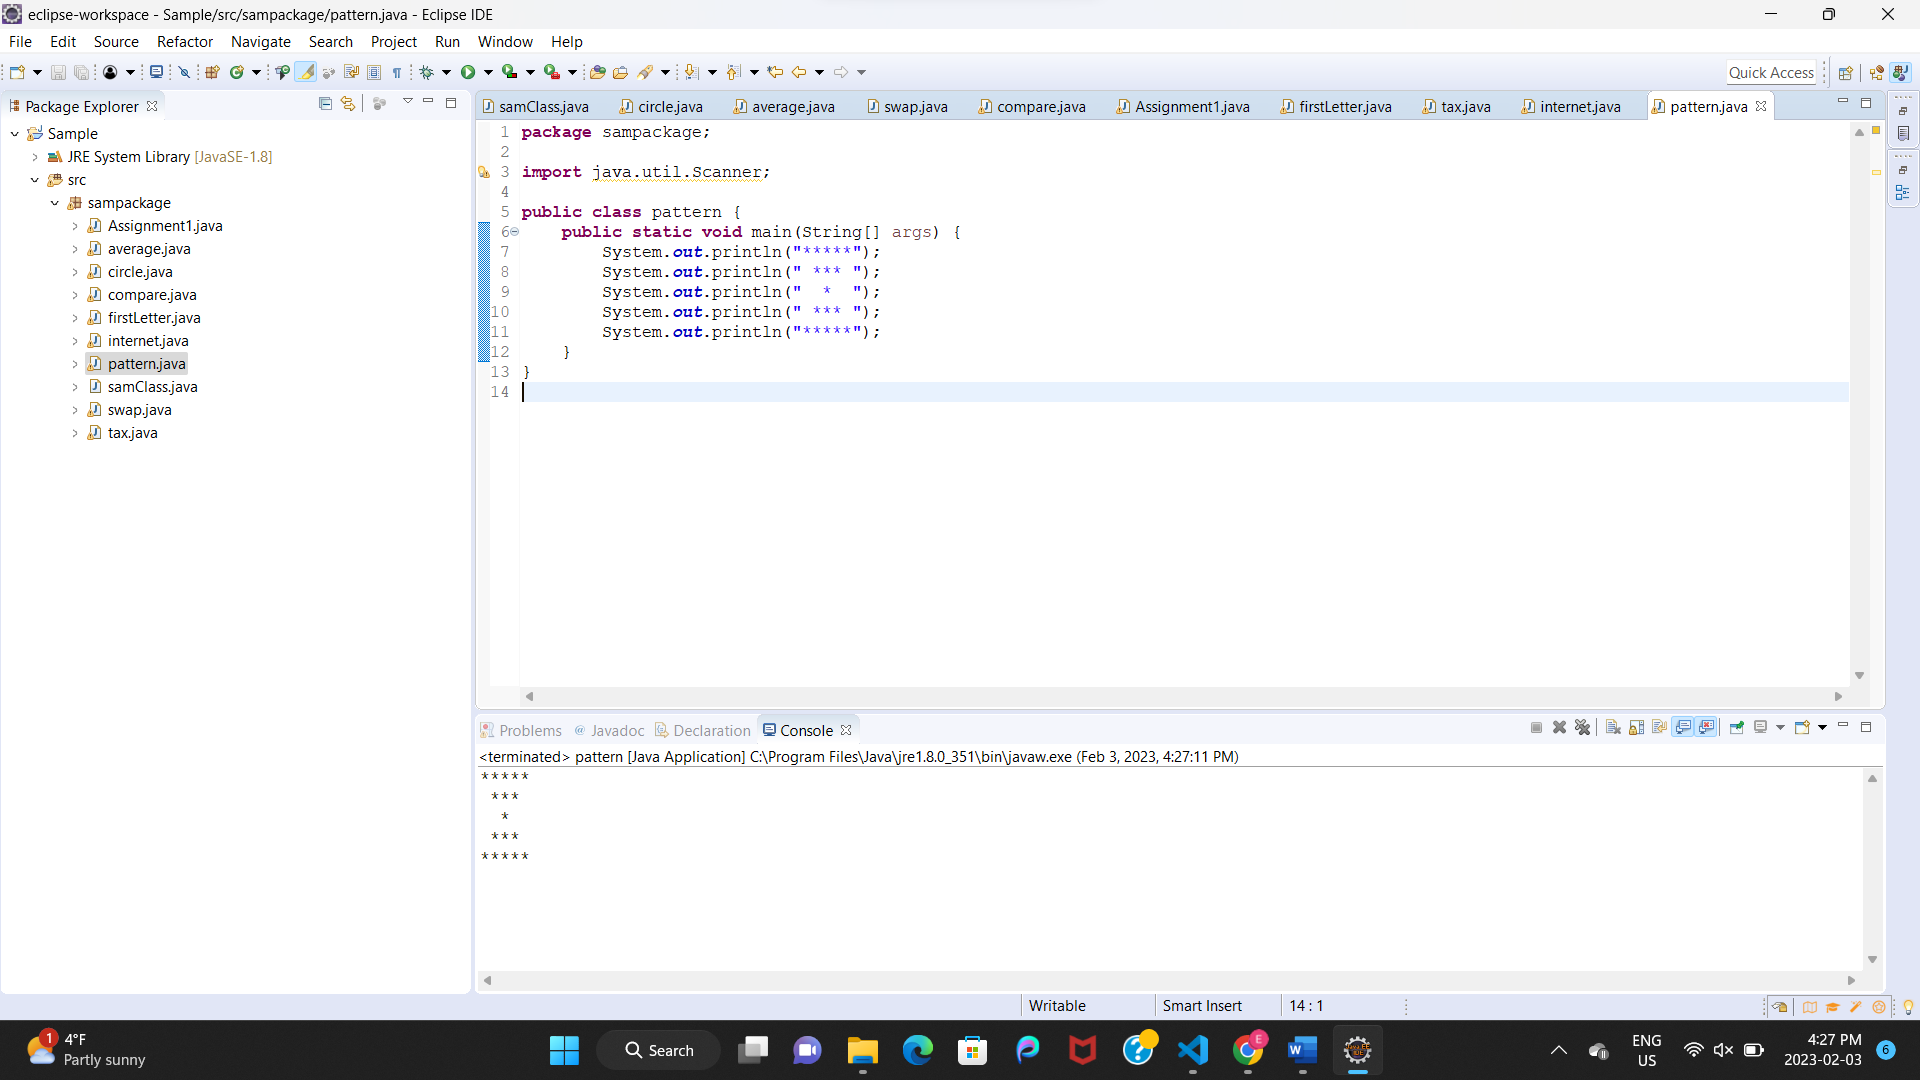 eclipse-workspace - Sample/src/sampackage/pattern.java - Eclipse IDE
File Edit Source Refactor Navigate Search Project Run Window Help
Quick Access
Package Explorer
Sample
JRE System Library [JavaSE-1.8]
src
sampackage
Assignment1.java
average.java
circle.java
compare.java
firstLetter.java
internet.java
pattern.java
samClass.java
swap.java
tax.java
samClass.java circle.java average.java swap.java compare.java Assignment1.java firstLetter.java tax.java internet.java pattern.java
1 package sampackage;
2
3 import java.util.Scanner;
4
5 public class pattern {
6     public static void main(String[] args) {
7         System.out.println("*****");
8         System.out.println(" *** ");
9         System.out.println("  *  ");
10         System.out.println(" *** ");
11         System.out.println("*****");
12     }
13 }
14
Problems @ Javadoc Declaration Console
<terminated> pattern [Java Application] C:\Program Files\Java\jre1.8.0_351\bin\javaw.exe (Feb 3, 2023, 4:27:11 PM)
*****
 ***
  *
 ***
*****
Writable Smart Insert 14 : 1
1
4°F
Partly sunny
Search
E
ENG
US
4:27 PM
2023-02-03
6